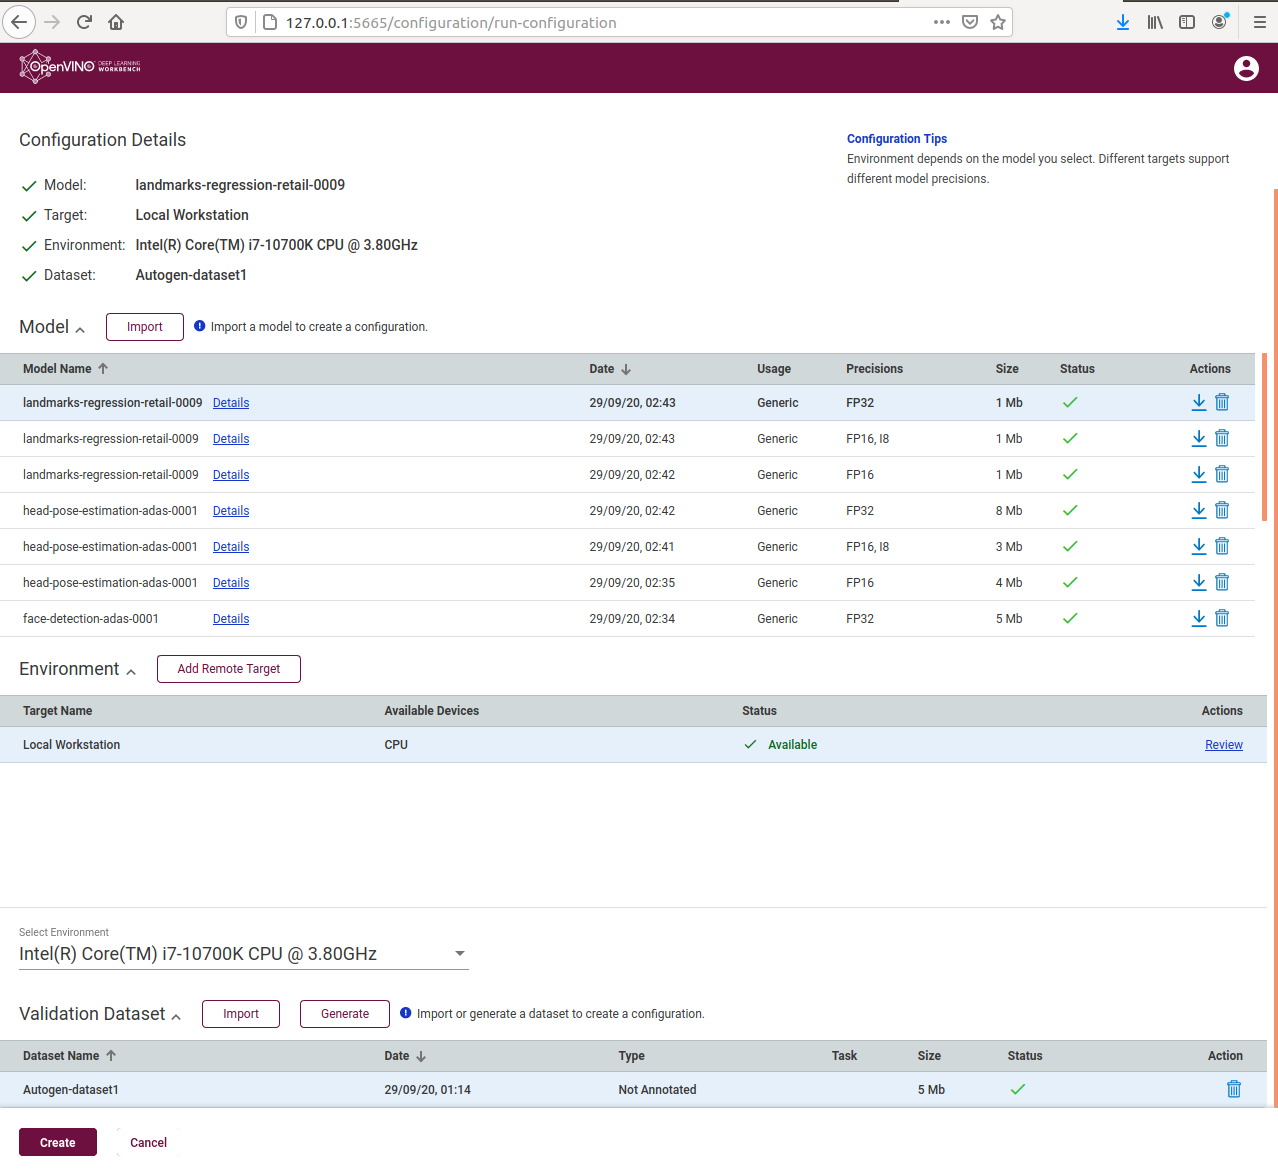 127.0.0.1:5665/configuration/run-configuration
OpenVINO DEEP LEARNING WORKBENCH
Configuration Details
Configuration Tips
Environment depends on the model you select. Different targets support
different model precisions.
Model: landmarks-regression-retail-0009
Target: Local Workstation
Environment: Intel(R) Core(TM) i7-10700K CPU @ 3.80GHz
Dataset: Autogen-dataset1
Model Import Import a model to create a configuration.
Model Name Date Usage Precisions Size Status Actions
landmarks-regression-retail-0009 Details 29/09/20, 02:43 Generic FP32 1 Mb
landmarks-regression-retail-0009 Details 29/09/20, 02:43 Generic FP16, I8 1 Mb
landmarks-regression-retail-0009 Details 29/09/20, 02:42 Generic FP16 1 Mb
head-pose-estimation-adas-0001 Details 29/09/20, 02:42 Generic FP32 8 Mb
head-pose-estimation-adas-0001 Details 29/09/20, 02:41 Generic FP16, I8 3 Mb
head-pose-estimation-adas-0001 Details 29/09/20, 02:35 Generic FP16 4 Mb
face-detection-adas-0001 Details 29/09/20, 02:34 Generic FP32 5 Mb
Environment Add Remote Target
Target Name Available Devices Status Actions
Local Workstation CPU Available Review
Select Environment
Intel(R) Core(TM) i7-10700K CPU @ 3.80GHz
Validation Dataset Import Generate Import or generate a dataset to create a configuration.
Dataset Name Date Type Task Size Status Action
Autogen-dataset1 29/09/20, 01:14 Not Annotated 5 Mb
Create Cancel